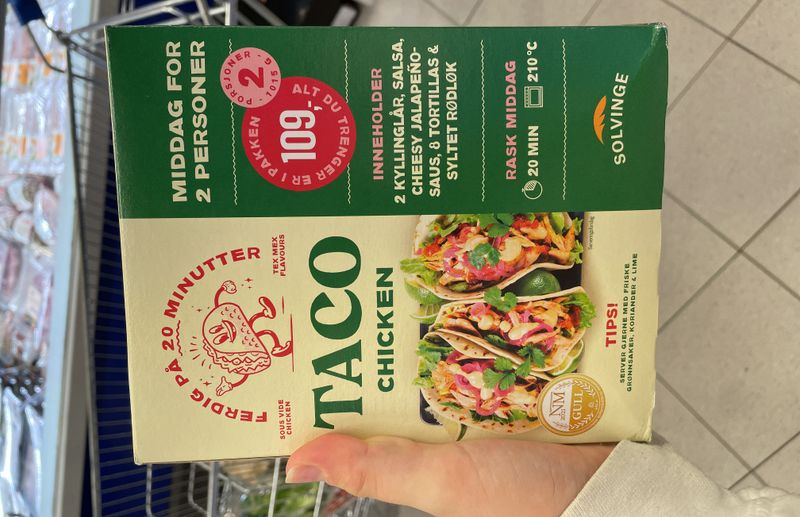 FERDIG PÅ 20 MINUTTER
SOUS VIDE
CHICKEN
TEX MEX
FLAVOURS
TACO
CHICKEN
Serveringsforslag
NM
GULL
TIPS!
SERVER GJERNE MED FRISKE
GRØNNSAKER, KORIANDER & LIME
MIDDAG FOR
2 PERSONER
PORSJONER
2
1015 G
ALT DU TRENGER ER I PAKKEN
109,-
INNEHOLDER
2 KYLLINGLÅR, SALSA,
CHEESY JALAPEÑO-
SAUS, 8 TORTILLAS &
SYLTET RØDLØK
RASK MIDDAG
20 MIN 210 °C
SOLVINGE